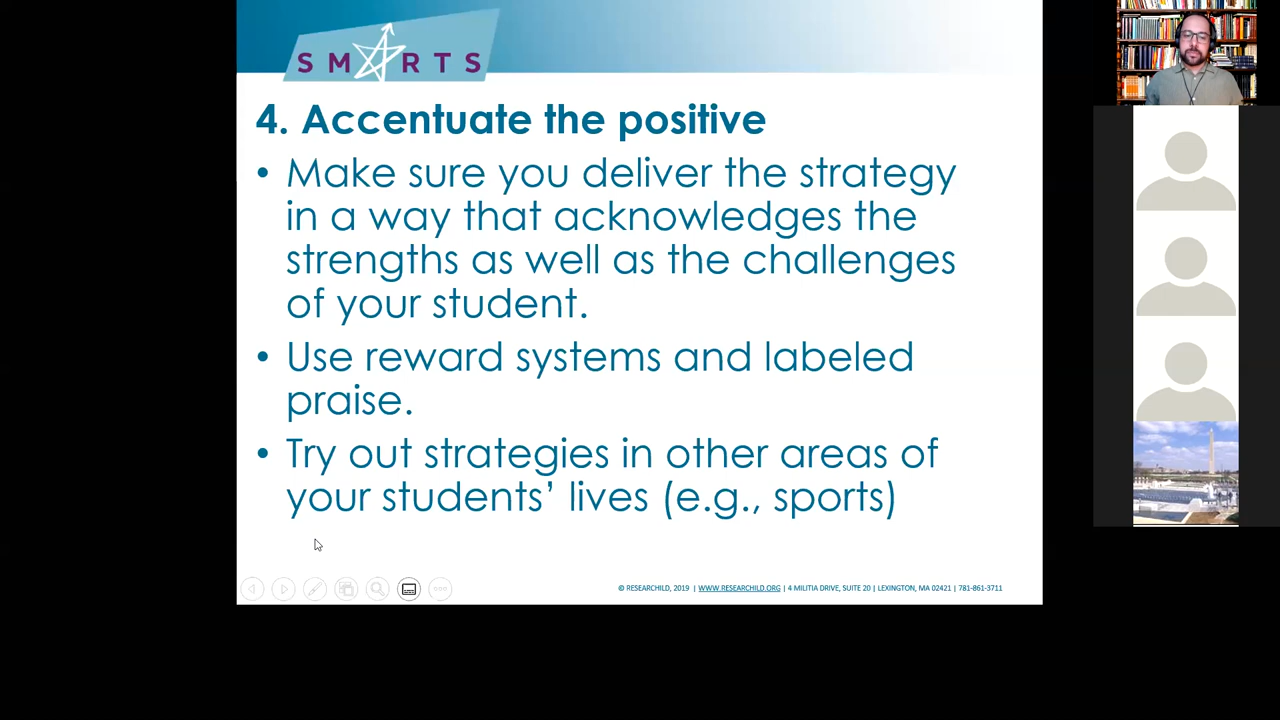 SMARTS
4. Accentuate the positive
• Make sure you deliver the strategy
in a way that acknowledges the
strengths as well as the challenges
of your student.
• Use reward systems and labeled
praise.
• Try out strategies in other areas of
your students’ lives (e.g., sports)
© RESEARCHILD, 2019 | WWW.RESEARCHILD.ORG | 4 MILITIA DRIVE, SUITE 20 | LEXINGTON, MA 02421 | 781-861-3711